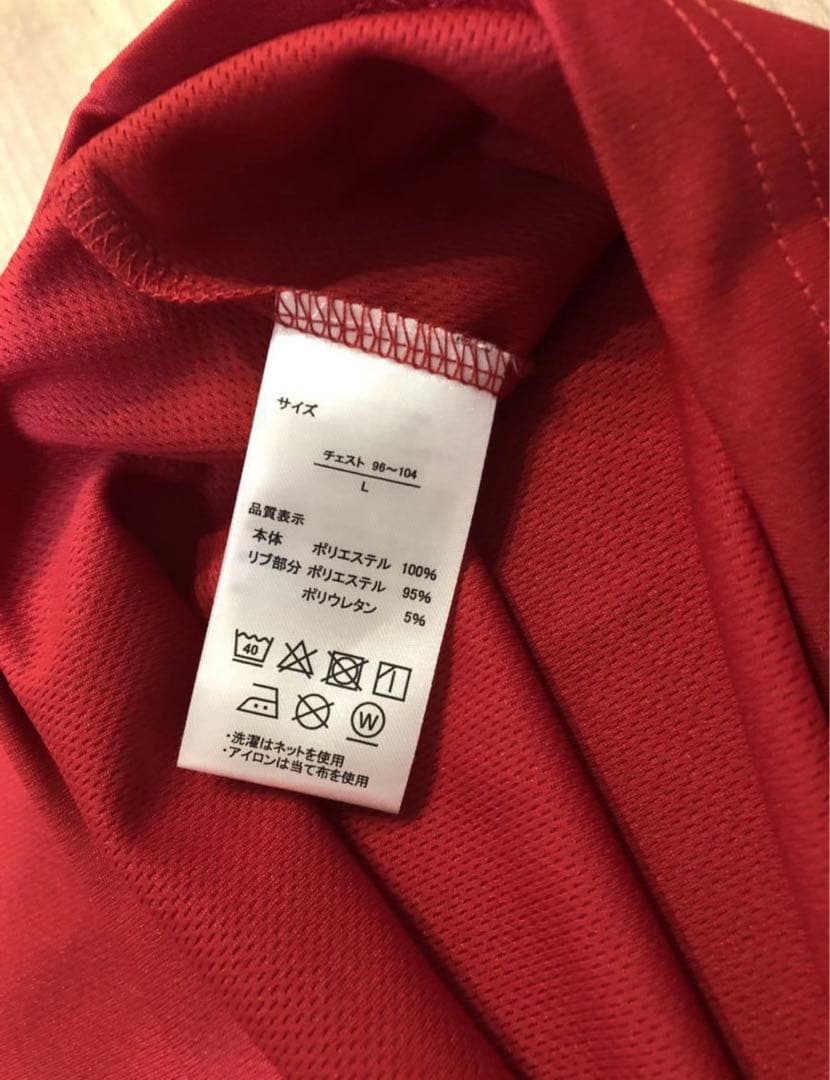 サイズ
チェスト 96～104
L
品質表示
本体 ポリエステル 100%
リブ部分 ポリエステル 95%
ポリウレタン 5%
40
W
・洗濯はネットを使用
・アイロンは当て布を使用